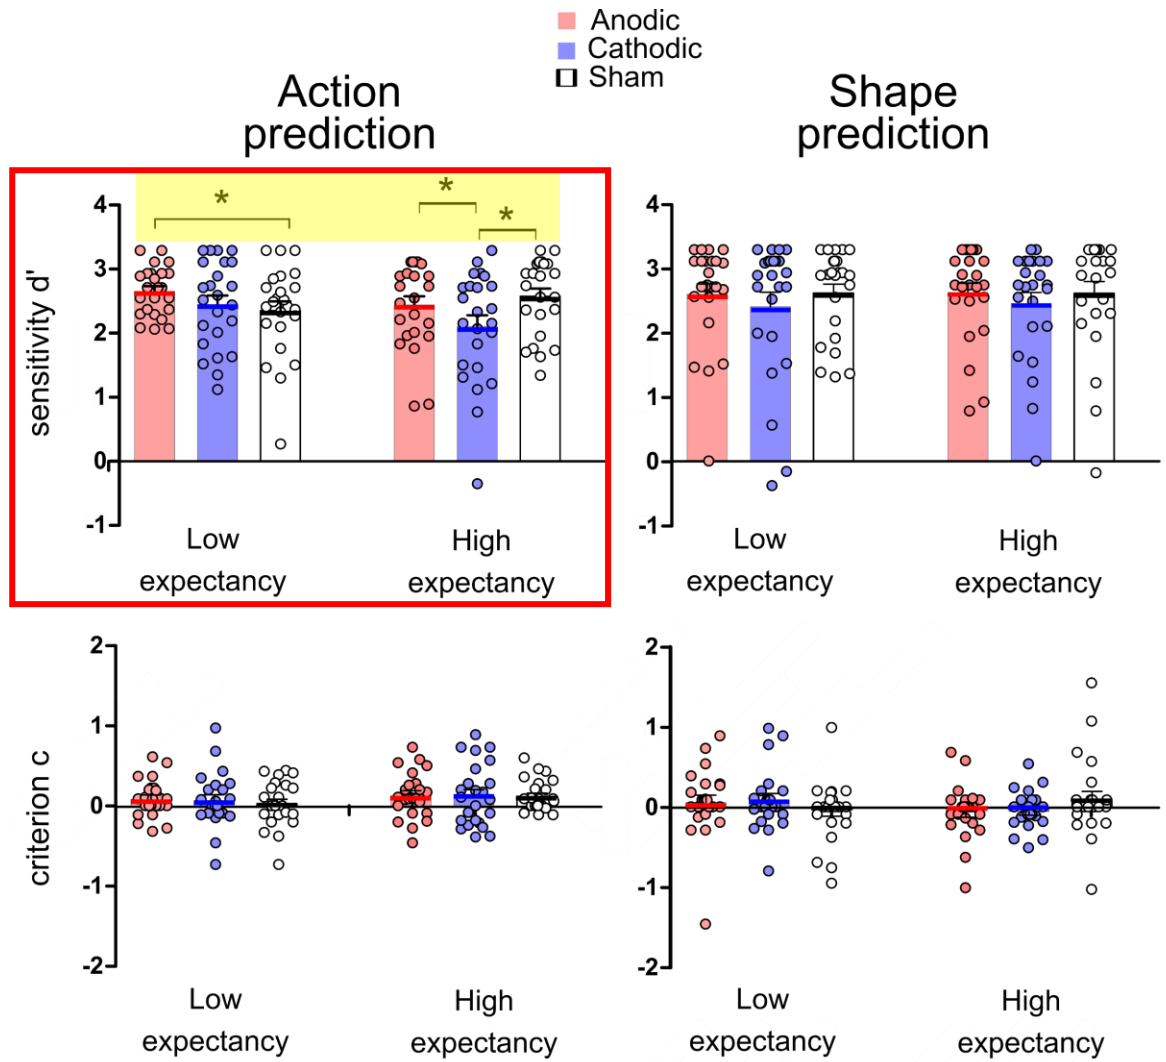 Anodic
Cathodic
Sham
Action
prediction
Shape
prediction
sensitivity d'
4
3
2
1
0
-1
*
*
*
Low
expectancy
High
expectancy
4
3
2
1
0
-1
Low
expectancy
High
expectancy
criterion c
2
1
0
-1
-2
Low
expectancy
High
expectancy
2
1
0
-1
-2
Low
expectancy
High
expectancy